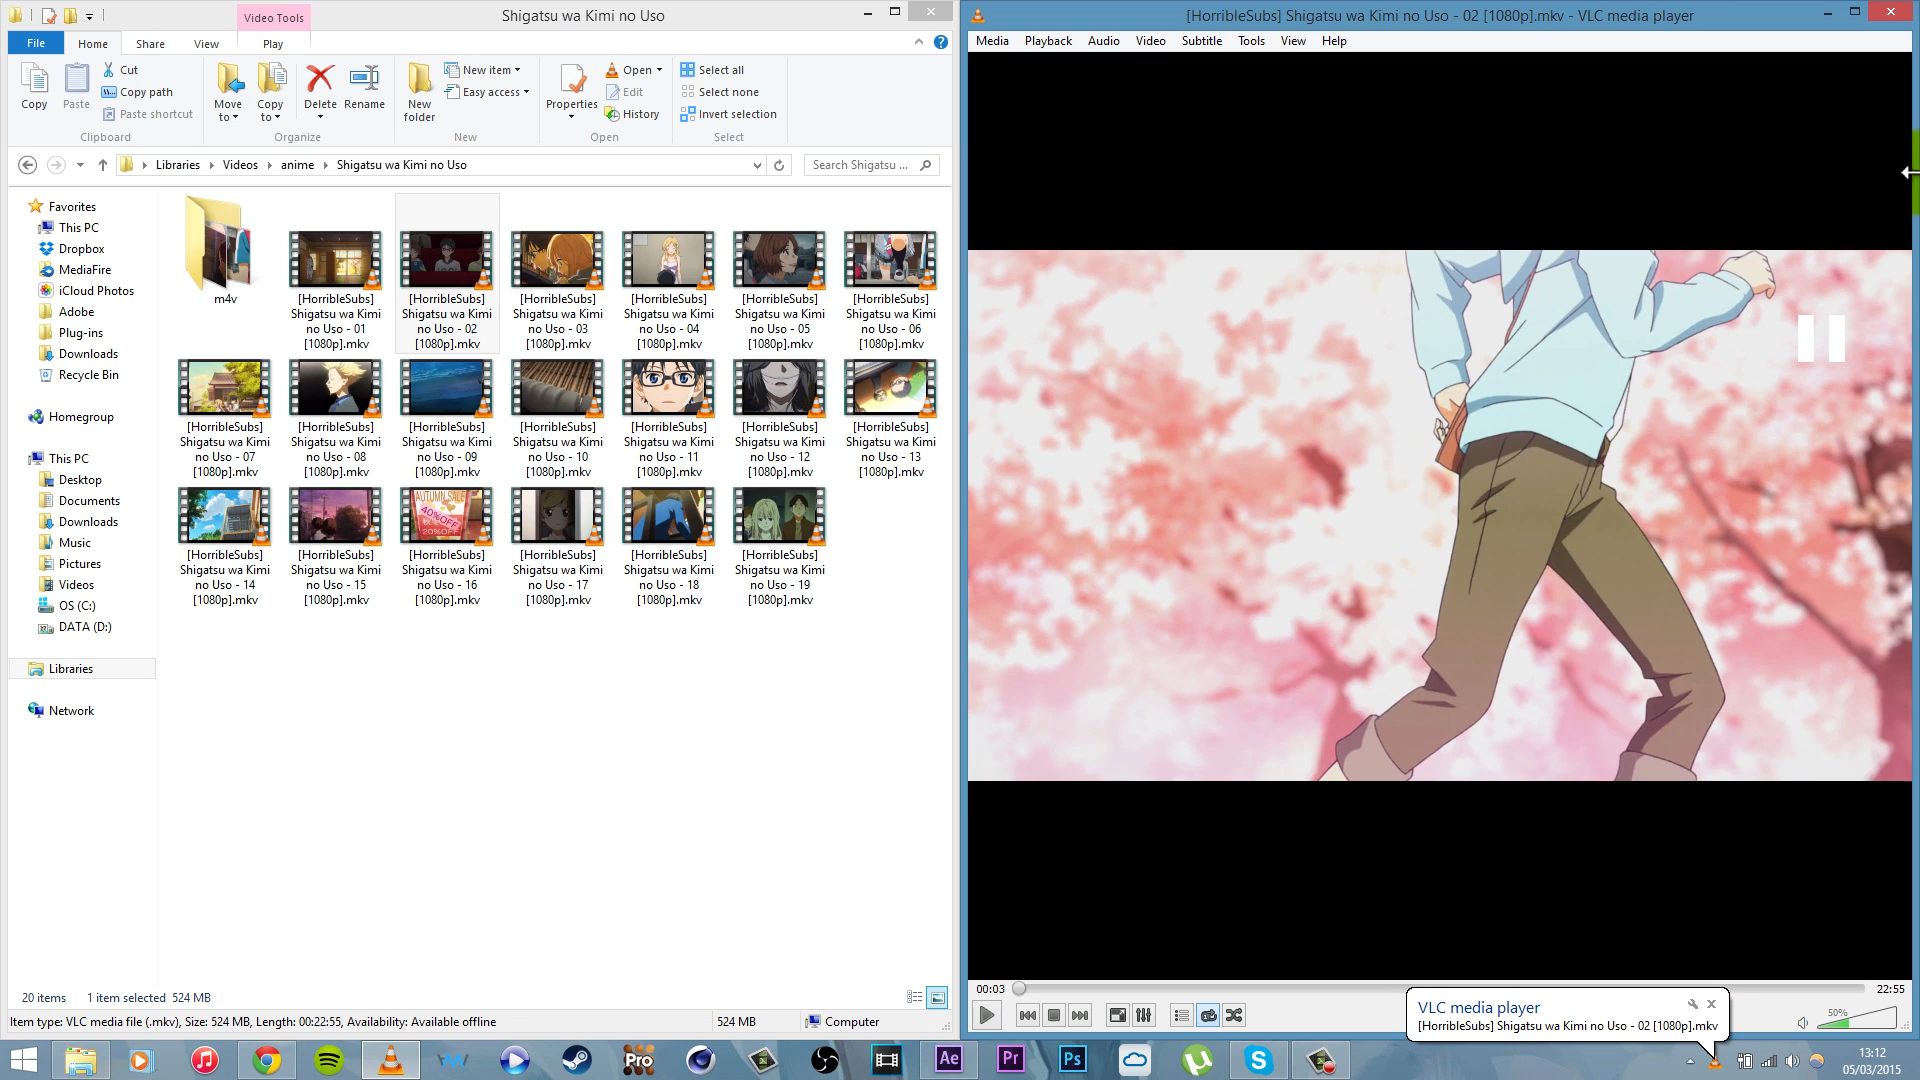 Video Tools
Shigatsu wa Kimi no Uso
File
Home
Share
View
Play
Copy
Paste
Cut
Copy path
Paste shortcut
Clipboard
Move to
Copy to
Delete
Rename
Organize
New folder
New item
Easy access
New
Properties
Open
Edit
History
Open
Select all
Select none
Invert selection
Select
Libraries
Videos
anime
Shigatsu wa Kimi no Uso
Search Shigatsu ...
Favorites
This PC
Dropbox
MediaFire
iCloud Photos
Adobe
Plug-ins
Downloads
Recycle Bin
Homegroup
This PC
Desktop
Documents
Downloads
Music
Pictures
Videos
OS (C:)
DATA (D:)
Libraries
Network
m4v
[HorribleSubs] Shigatsu wa Kimi no Uso - 01 [1080p].mkv
[HorribleSubs] Shigatsu wa Kimi no Uso - 02 [1080p].mkv
[HorribleSubs] Shigatsu wa Kimi no Uso - 03 [1080p].mkv
[HorribleSubs] Shigatsu wa Kimi no Uso - 04 [1080p].mkv
[HorribleSubs] Shigatsu wa Kimi no Uso - 05 [1080p].mkv
[HorribleSubs] Shigatsu wa Kimi no Uso - 06 [1080p].mkv
[HorribleSubs] Shigatsu wa Kimi no Uso - 07 [1080p].mkv
[HorribleSubs] Shigatsu wa Kimi no Uso - 08 [1080p].mkv
[HorribleSubs] Shigatsu wa Kimi no Uso - 09 [1080p].mkv
[HorribleSubs] Shigatsu wa Kimi no Uso - 10 [1080p].mkv
[HorribleSubs] Shigatsu wa Kimi no Uso - 11 [1080p].mkv
[HorribleSubs] Shigatsu wa Kimi no Uso - 12 [1080p].mkv
[HorribleSubs] Shigatsu wa Kimi no Uso - 13 [1080p].mkv
AUTUMN SALE
40%OFF
20%OFF
[HorribleSubs] Shigatsu wa Kimi no Uso - 14 [1080p].mkv
[HorribleSubs] Shigatsu wa Kimi no Uso - 15 [1080p].mkv
[HorribleSubs] Shigatsu wa Kimi no Uso - 16 [1080p].mkv
[HorribleSubs] Shigatsu wa Kimi no Uso - 17 [1080p].mkv
[HorribleSubs] Shigatsu wa Kimi no Uso - 18 [1080p].mkv
[HorribleSubs] Shigatsu wa Kimi no Uso - 19 [1080p].mkv
20 items
1 item selected 524 MB
Item type: VLC media file (.mkv), Size: 524 MB, Length: 00:22:55, Availability: Available offline
524 MB
Computer
[HorribleSubs] Shigatsu wa Kimi no Uso - 02 [1080p].mkv - VLC media player
Media
Playback
Audio
Video
Subtitle
Tools
View
Help
00:03
22:55
50%
VLC media player
[HorribleSubs] Shigatsu wa Kimi no Uso - 02 [1080p].mkv
Pro
Ae
Pr
Ps
13:12
05/03/2015